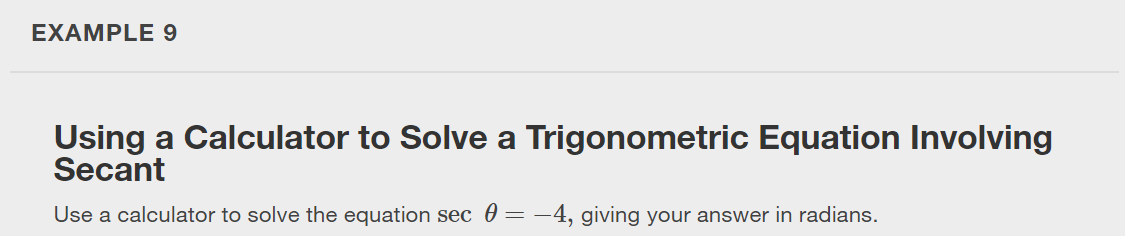 EXAMPLE 9
Using a Calculator to Solve a Trigonometric Equation Involving
Secant
Use a calculator to solve the equation sec θ = −4, giving your answer in radians.